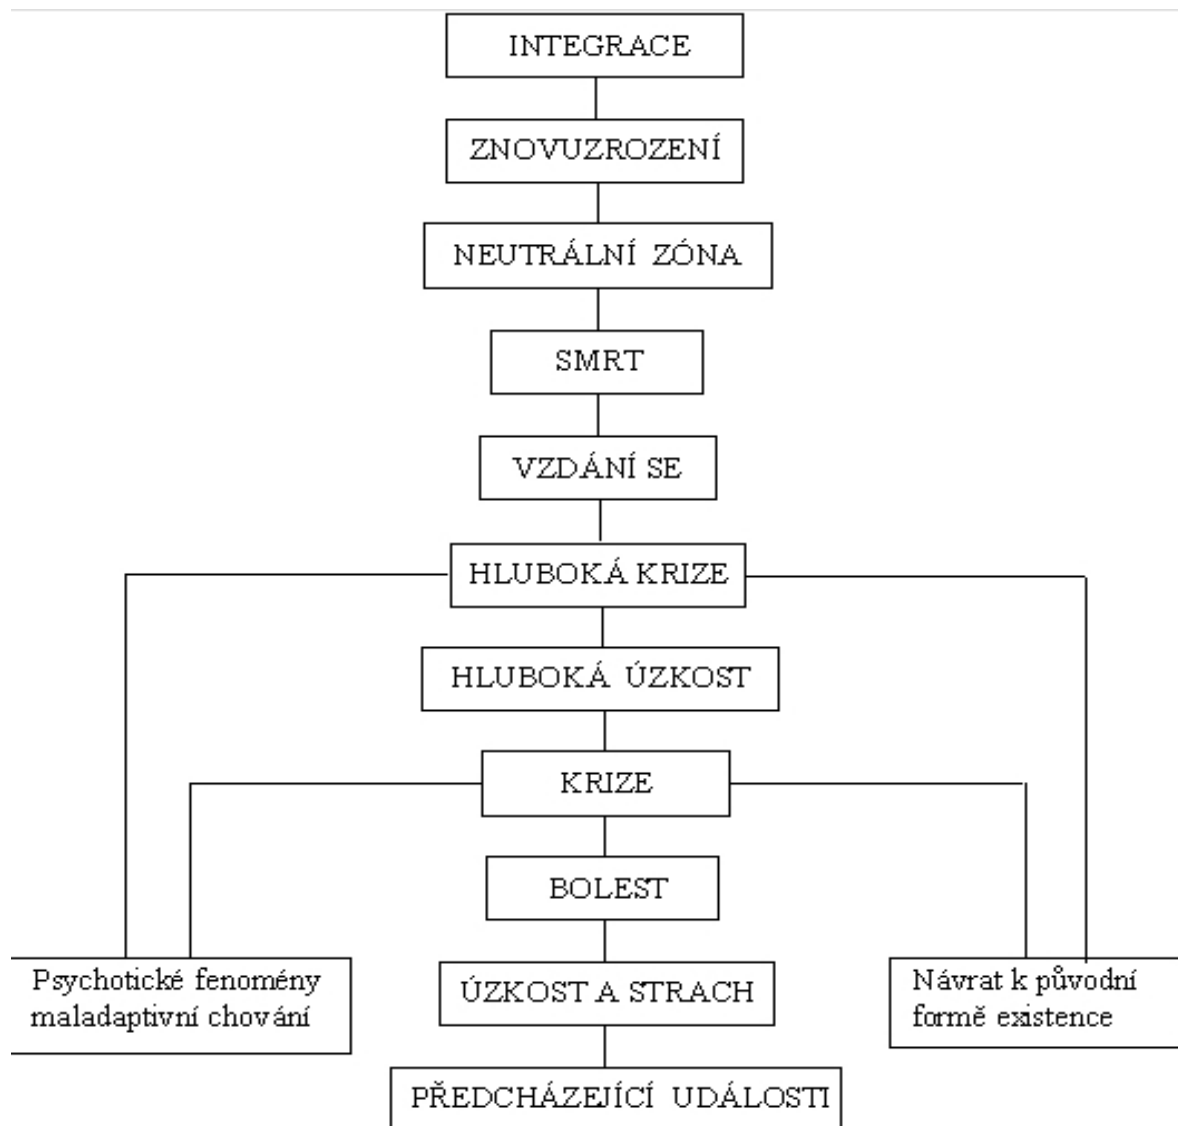 INTEGRACE
ZNOVUZROZENÍ
NEUTRÁLNÍ ZÓNA
SMRT
VZDÁNÍ SE
HLUBOKÁ KRIZE
HLUBOKÁ ÚZKOST
KRIZE
BOLEST
Psychotické fenomény
maladaptivní chování
ÚZKOST A STRACH
Návrat k původní
formě existence
PŘEDCHÁZEJÍCÍ UDÁLOSTI